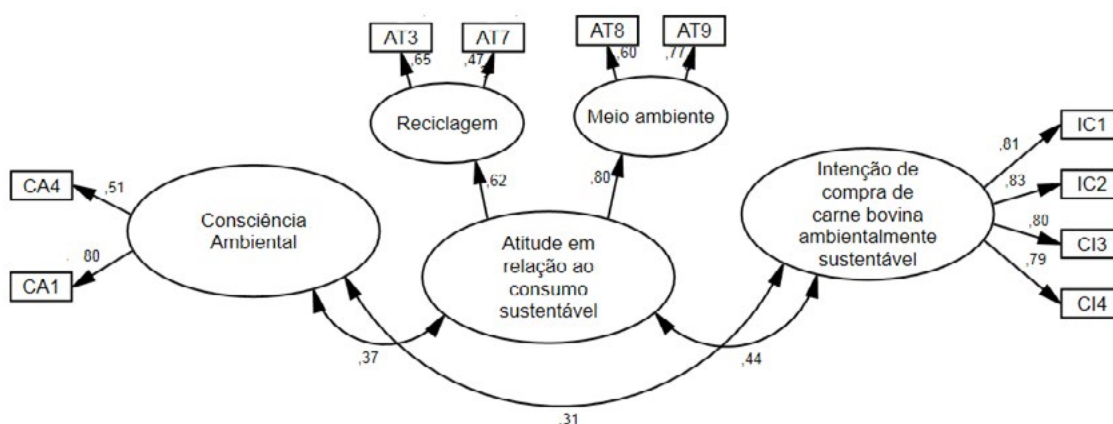 AT3
AT7
AT8
AT9
,65
,47
,60
,77
Reciclagem
Meio ambiente
IC1
,81
Intenção de
compra de
carne bovina
ambientalmente
sustentável
IC2
,83
CI3
,80
CI4
,79
CA4
,51
Consciência
Ambiental
CA1
,80
,62
,80
Atitude em
relação ao
consumo
sustentável
,37
,44
,31